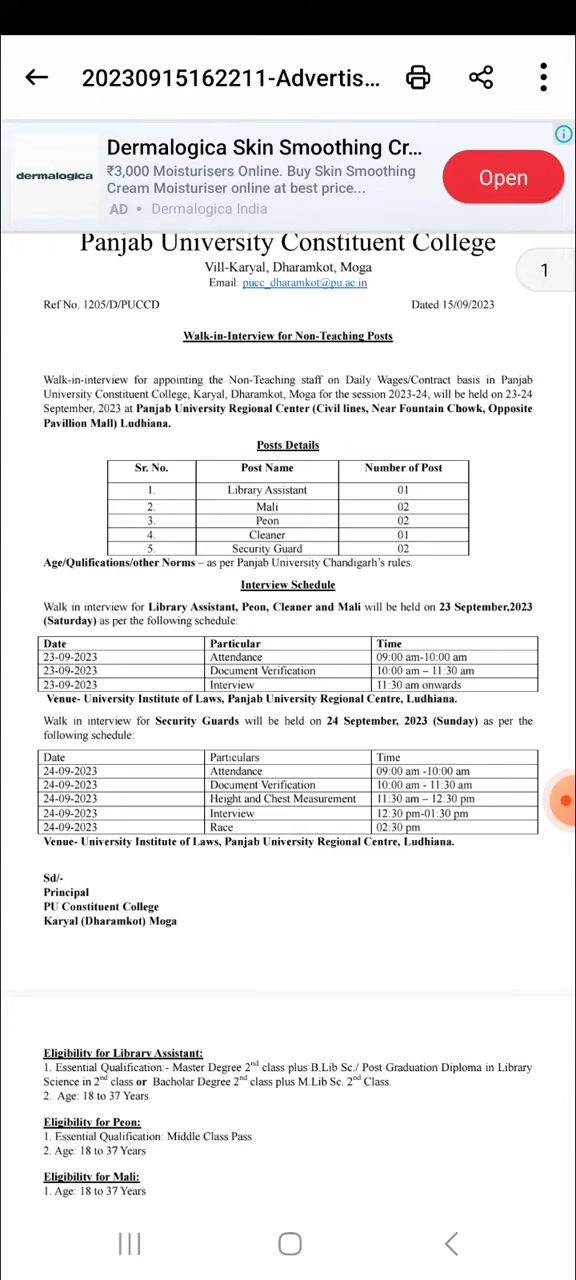 20230915162211-Advertis...
Dermalogica Skin Smoothing Cr...
dermalogica
₹3,000 Moisturisers Online. Buy Skin Smoothing
Cream Moisturiser online at best price...
AD • Dermalogica India
Open
Panjab University Constituent College
1
Vill-Karyal, Dharamkot, Moga
Email: pucc_dharamkot@pu.ac.in
Ref No. 1205/D/PUCCD Dated 15/09/2023
Walk-in-Interview for Non-Teaching Posts
Walk-in-interview for appointing the Non-Teaching staff on Daily Wages/Contract basis in Panjab
University Constituent College, Karyal, Dharamkot, Moga for the session 2023-24, will be held on 23-24
September, 2023 at Panjab University Regional Center (Civil lines, Near Fountain Chowk, Opposite
Pavillion Mall) Ludhiana.
Posts Details
Sr. No. Post Name Number of Post
1. Library Assistant 01
2. Mali 02
3. Peon 02
4. Cleaner 01
5. Security Guard 02
Age/Qulifications/other Norms – as per Panjab University Chandigarh's rules.
Interview Schedule
Walk in interview for Library Assistant, Peon, Cleaner and Mali will be held on 23 September,2023
(Saturday) as per the following schedule:
Date Particular Time
23-09-2023 Attendance 09:00 am-10:00 am
23-09-2023 Document Verification 10:00 am – 11:30 am
23-09-2023 Interview 11:30 am onwards
Venue- University Institute of Laws, Panjab University Regional Centre, Ludhiana.
Walk in interview for Security Guards will be held on 24 September, 2023 (Sunday) as per the
following schedule:
Date Particulars Time
24-09-2023 Attendance 09:00 am -10:00 am
24-09-2023 Document Verification 10:00 am - 11:30 am
24-09-2023 Height and Chest Measurement 11:30 am – 12:30 pm
24-09-2023 Interview 12:30 pm-01:30 pm
24-09-2023 Race 02:30 pm
Venue- University Institute of Laws, Panjab University Regional Centre, Ludhiana.
Sd/-
Principal
PU Constituent College
Karyal (Dharamkot) Moga
Eligibility for Library Assistant:
1. Essential Qualification:- Master Degree 2nd class plus B.Lib Sc./ Post Graduation Diploma in Library
Science in 2nd class or Bacholar Degree 2nd class plus M.Lib Sc. 2nd Class.
2. Age: 18 to 37 Years
Eligibility for Peon:
1. Essential Qualification: Middle Class Pass
2. Age: 18 to 37 Years
Eligibility for Mali:
1. Age: 18 to 37 Years